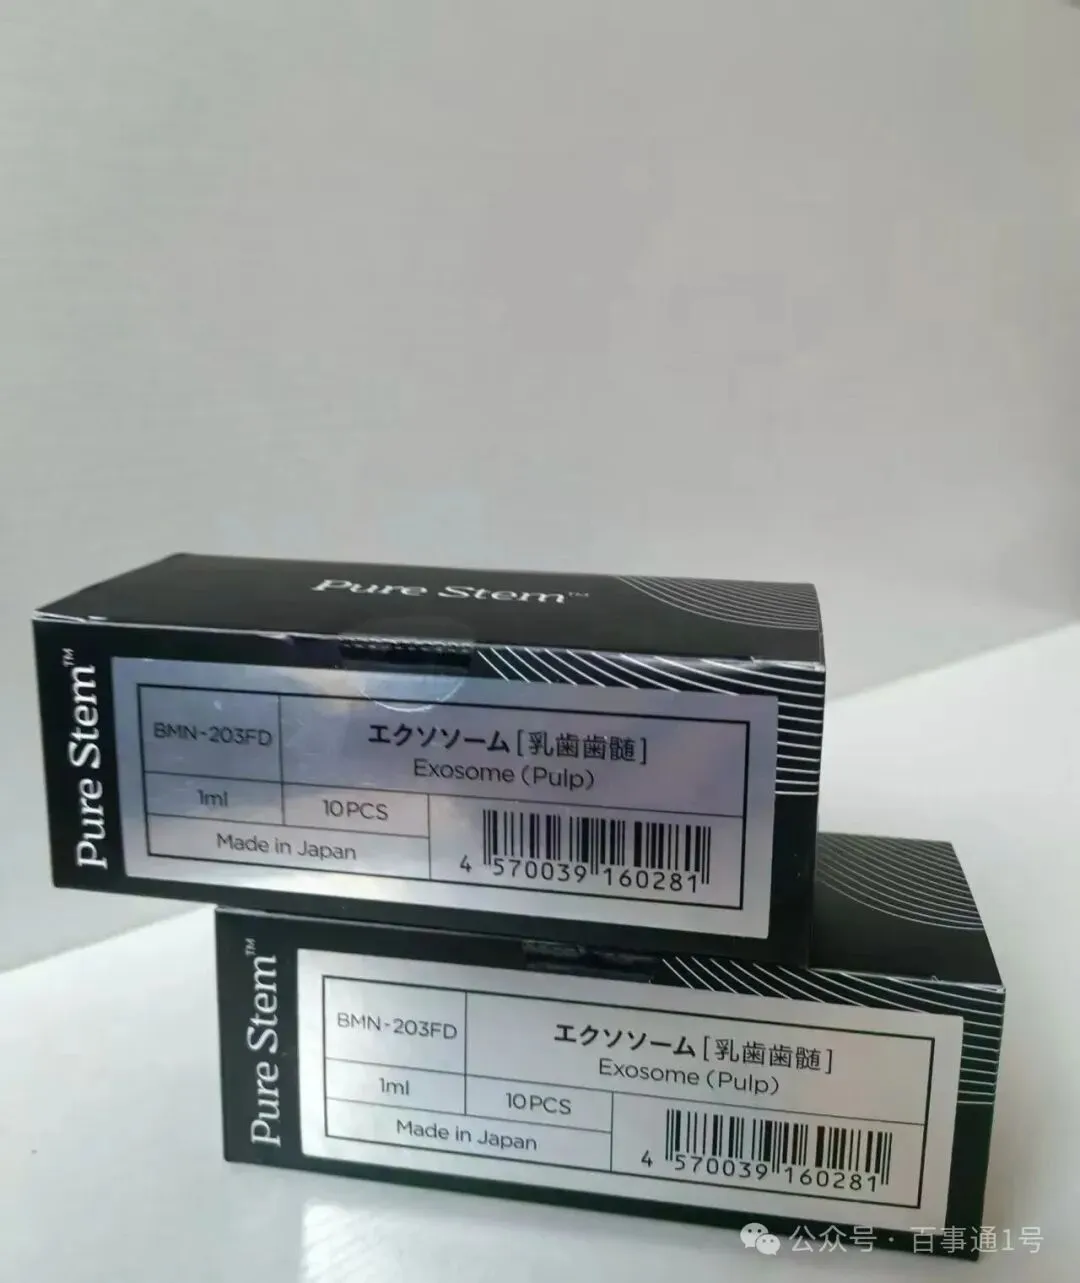 Pure Stem™
Pure Stem™
BMN-203FD
エクソソーム[乳歯歯髄]
Exosome (Pulp)
1ml
10PCS
Made in Japan
4 570039 160281
Pure Stem™
BMN-203FD
エクソソーム[乳歯歯髄]
Exosome (Pulp)
1ml
10PCS
Made in Japan
4 570039 160281
公众号 · 百事通1号